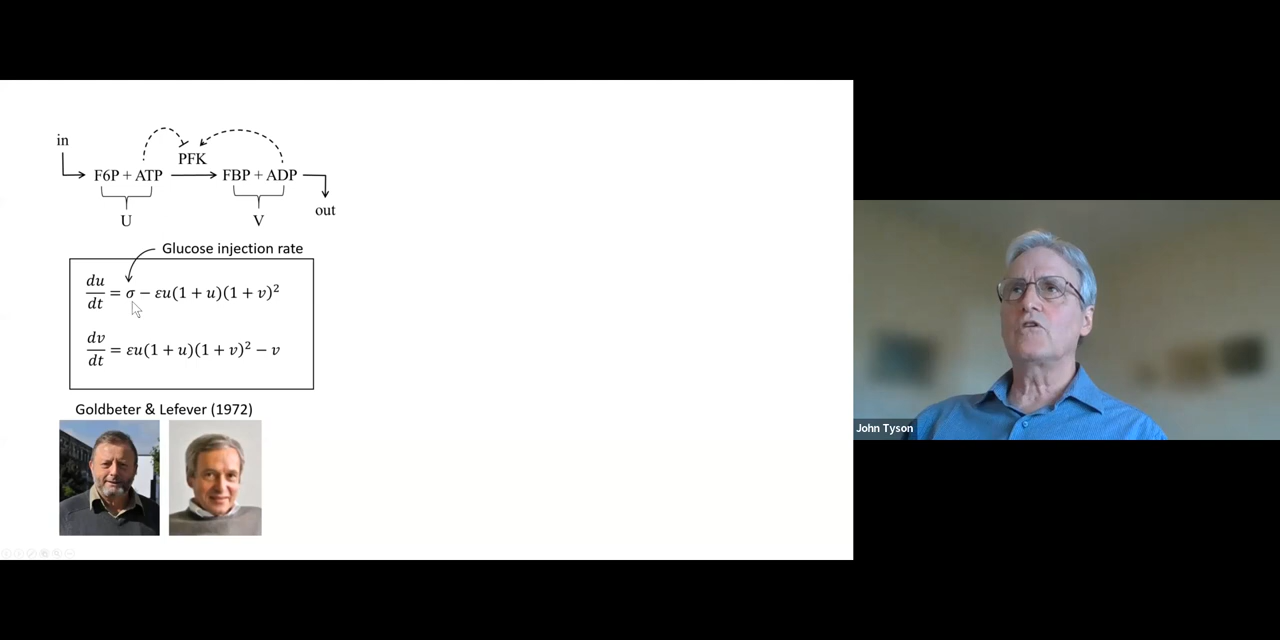 in
PFK
F6P + ATP
FBP + ADP
U
V
out
Glucose injection rate
du/dt = σ − εu(1 + u)(1 + v)²
dv/dt = εu(1 + u)(1 + v)² − v
Goldbeter & Lefever (1972)
John Tyson